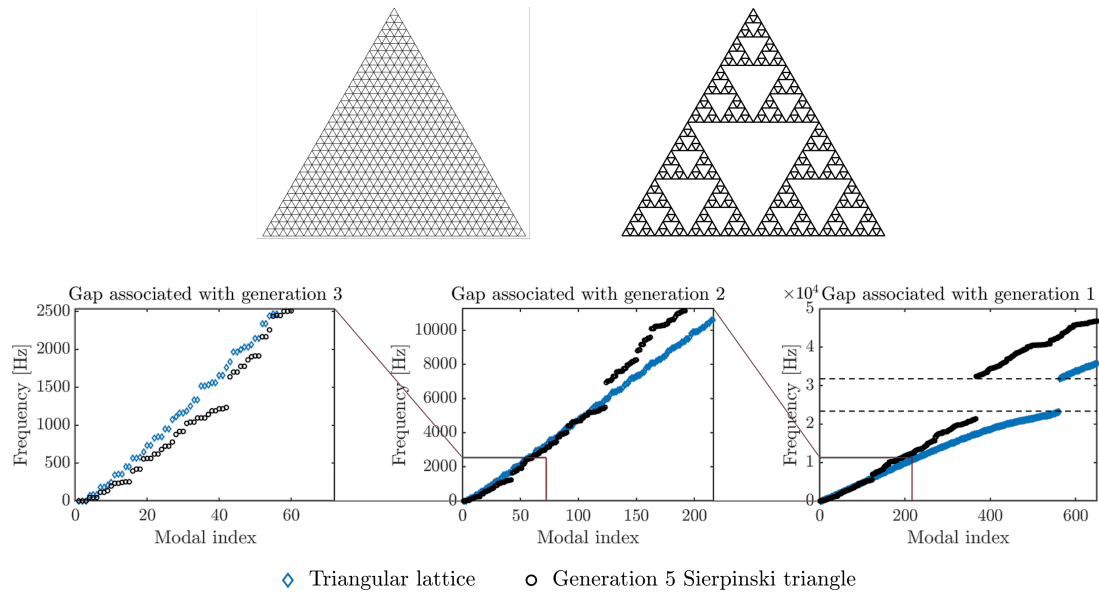 Gap associated with generation 3
Frequency [Hz]
2500
2000
1500
1000
500
0
0 20 40 60
Modal index
Gap associated with generation 2
Frequency [Hz]
10000
8000
6000
4000
2000
0
0 50 100 150 200
Modal index
×10⁴ Gap associated with generation 1
Frequency [Hz]
5
4
3
2
1
0
0 200 400 600
Modal index
Triangular lattice
Generation 5 Sierpinski triangle